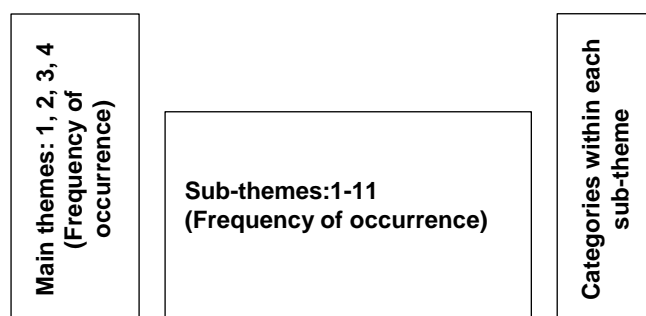 Main themes: 1, 2, 3, 4
(Frequency of
occurrence)
Sub-themes:1-11
(Frequency of occurrence)
Categories within each
sub-theme